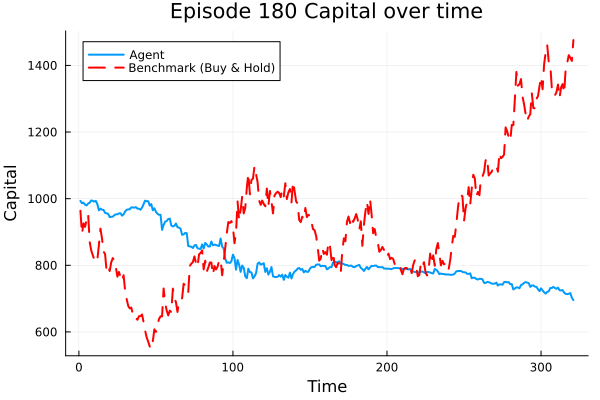 Episode 180 Capital over time
Agent
Benchmark (Buy & Hold)
1400
1200
1000
800
600
Capital
0
100
200
300
Time